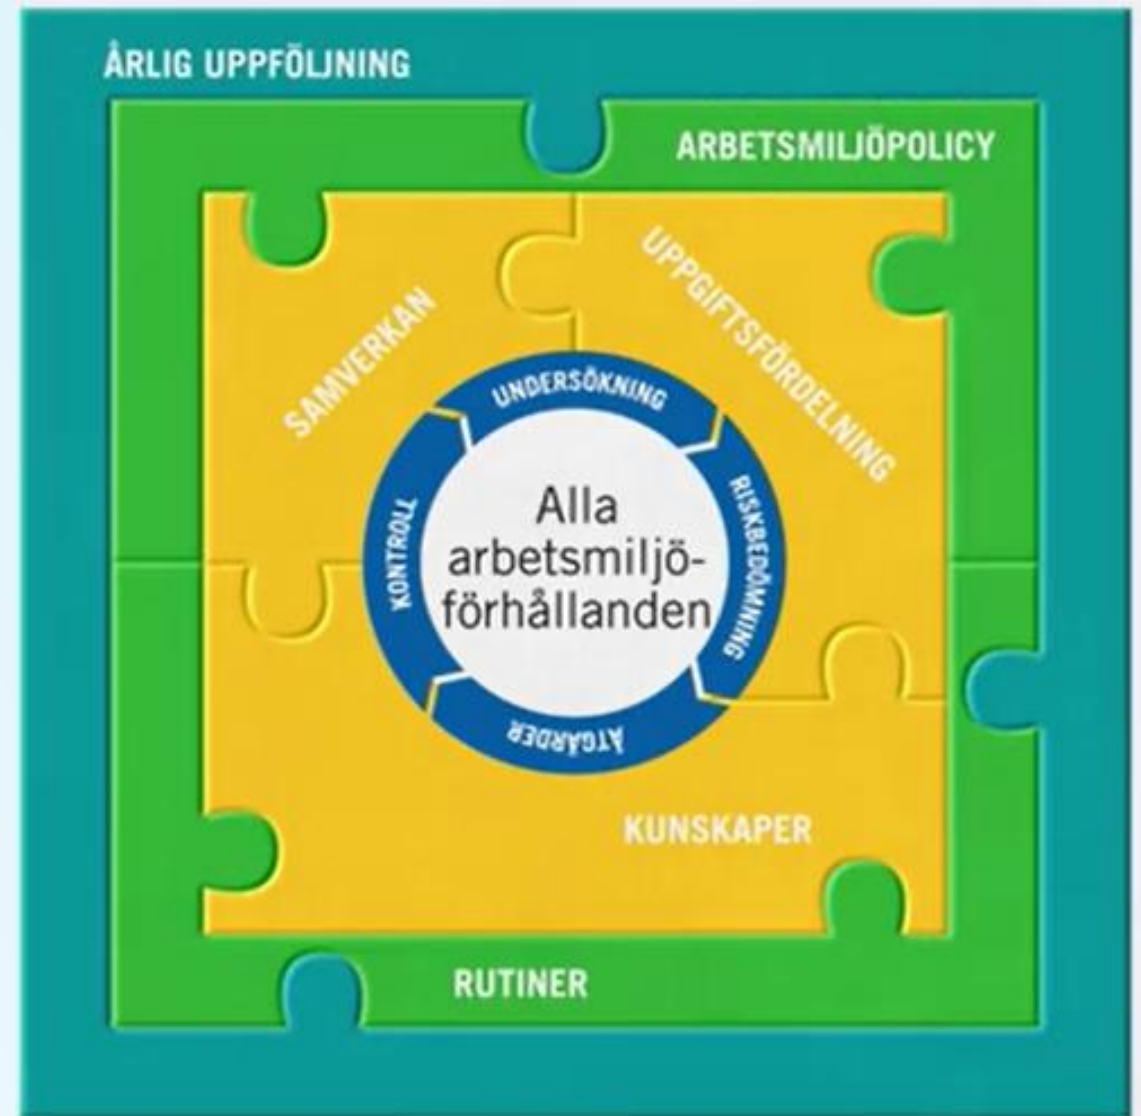 ÅRLIG UPPFÖLJNING
ARBETSMILJÖPOLICY
SAMVERKAN
UPPGIFTSFÖRDELNING
UNDERSÖKNING
RISKBEDÖMNING
ÅTGÄRDER
KONTROLL
Alla
arbetsmiljö-
förhållanden
KUNSKAPER
RUTINER